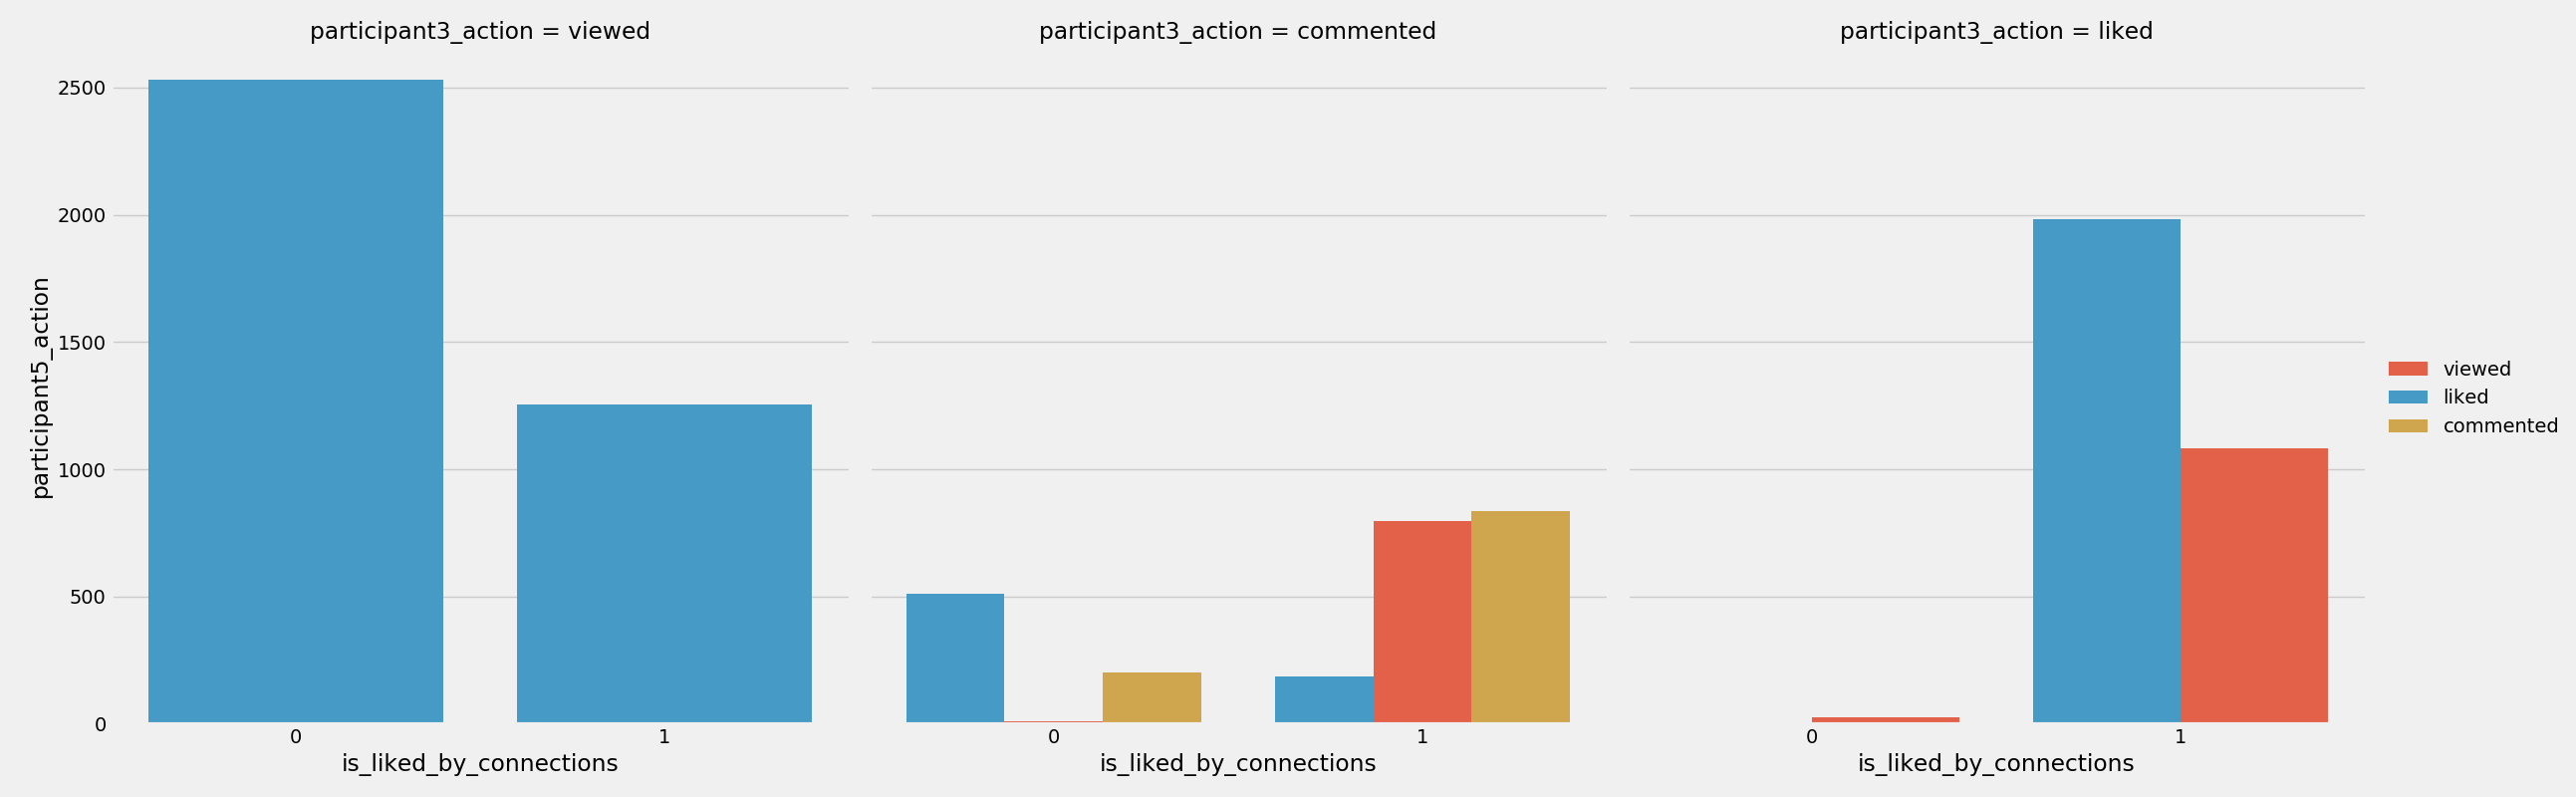 participant3_action = viewed
participant3_action = commented
participant3_action = liked
participant5_action
2500
2000
1500
1000
500
0
0 1
0 1
0 1
is_liked_by_connections
is_liked_by_connections
is_liked_by_connections
viewed
liked
commented